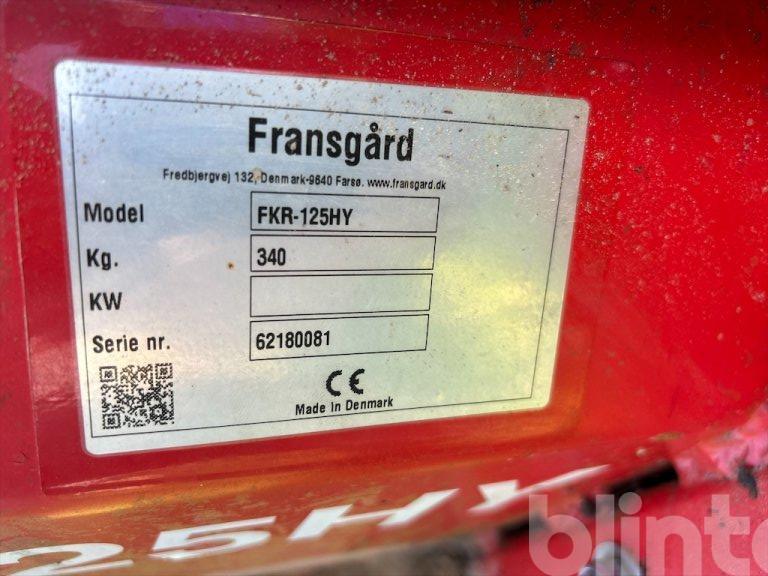 Fransgård
Fredbjergvej 132, Denmark-9640 Farsø. www.fransgard.dk
Model FKR-125HY
Kg. 340
KW
Serie nr. 62180081
CE
Made in Denmark
25HY
blinto